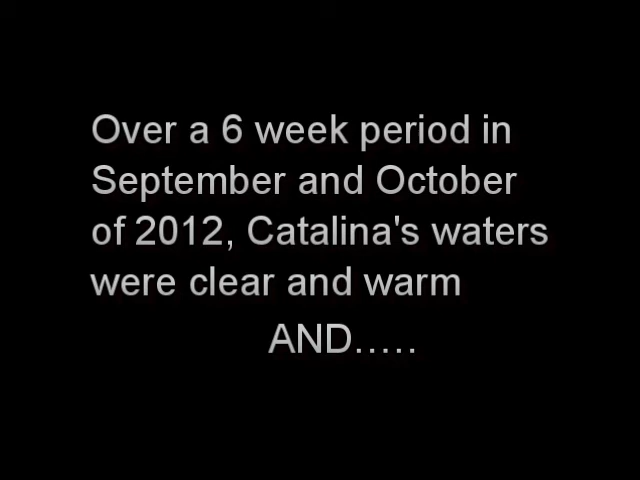 Over a 6 week period in
September and October
of 2012, Catalina's waters
were clear and warm
AND.....